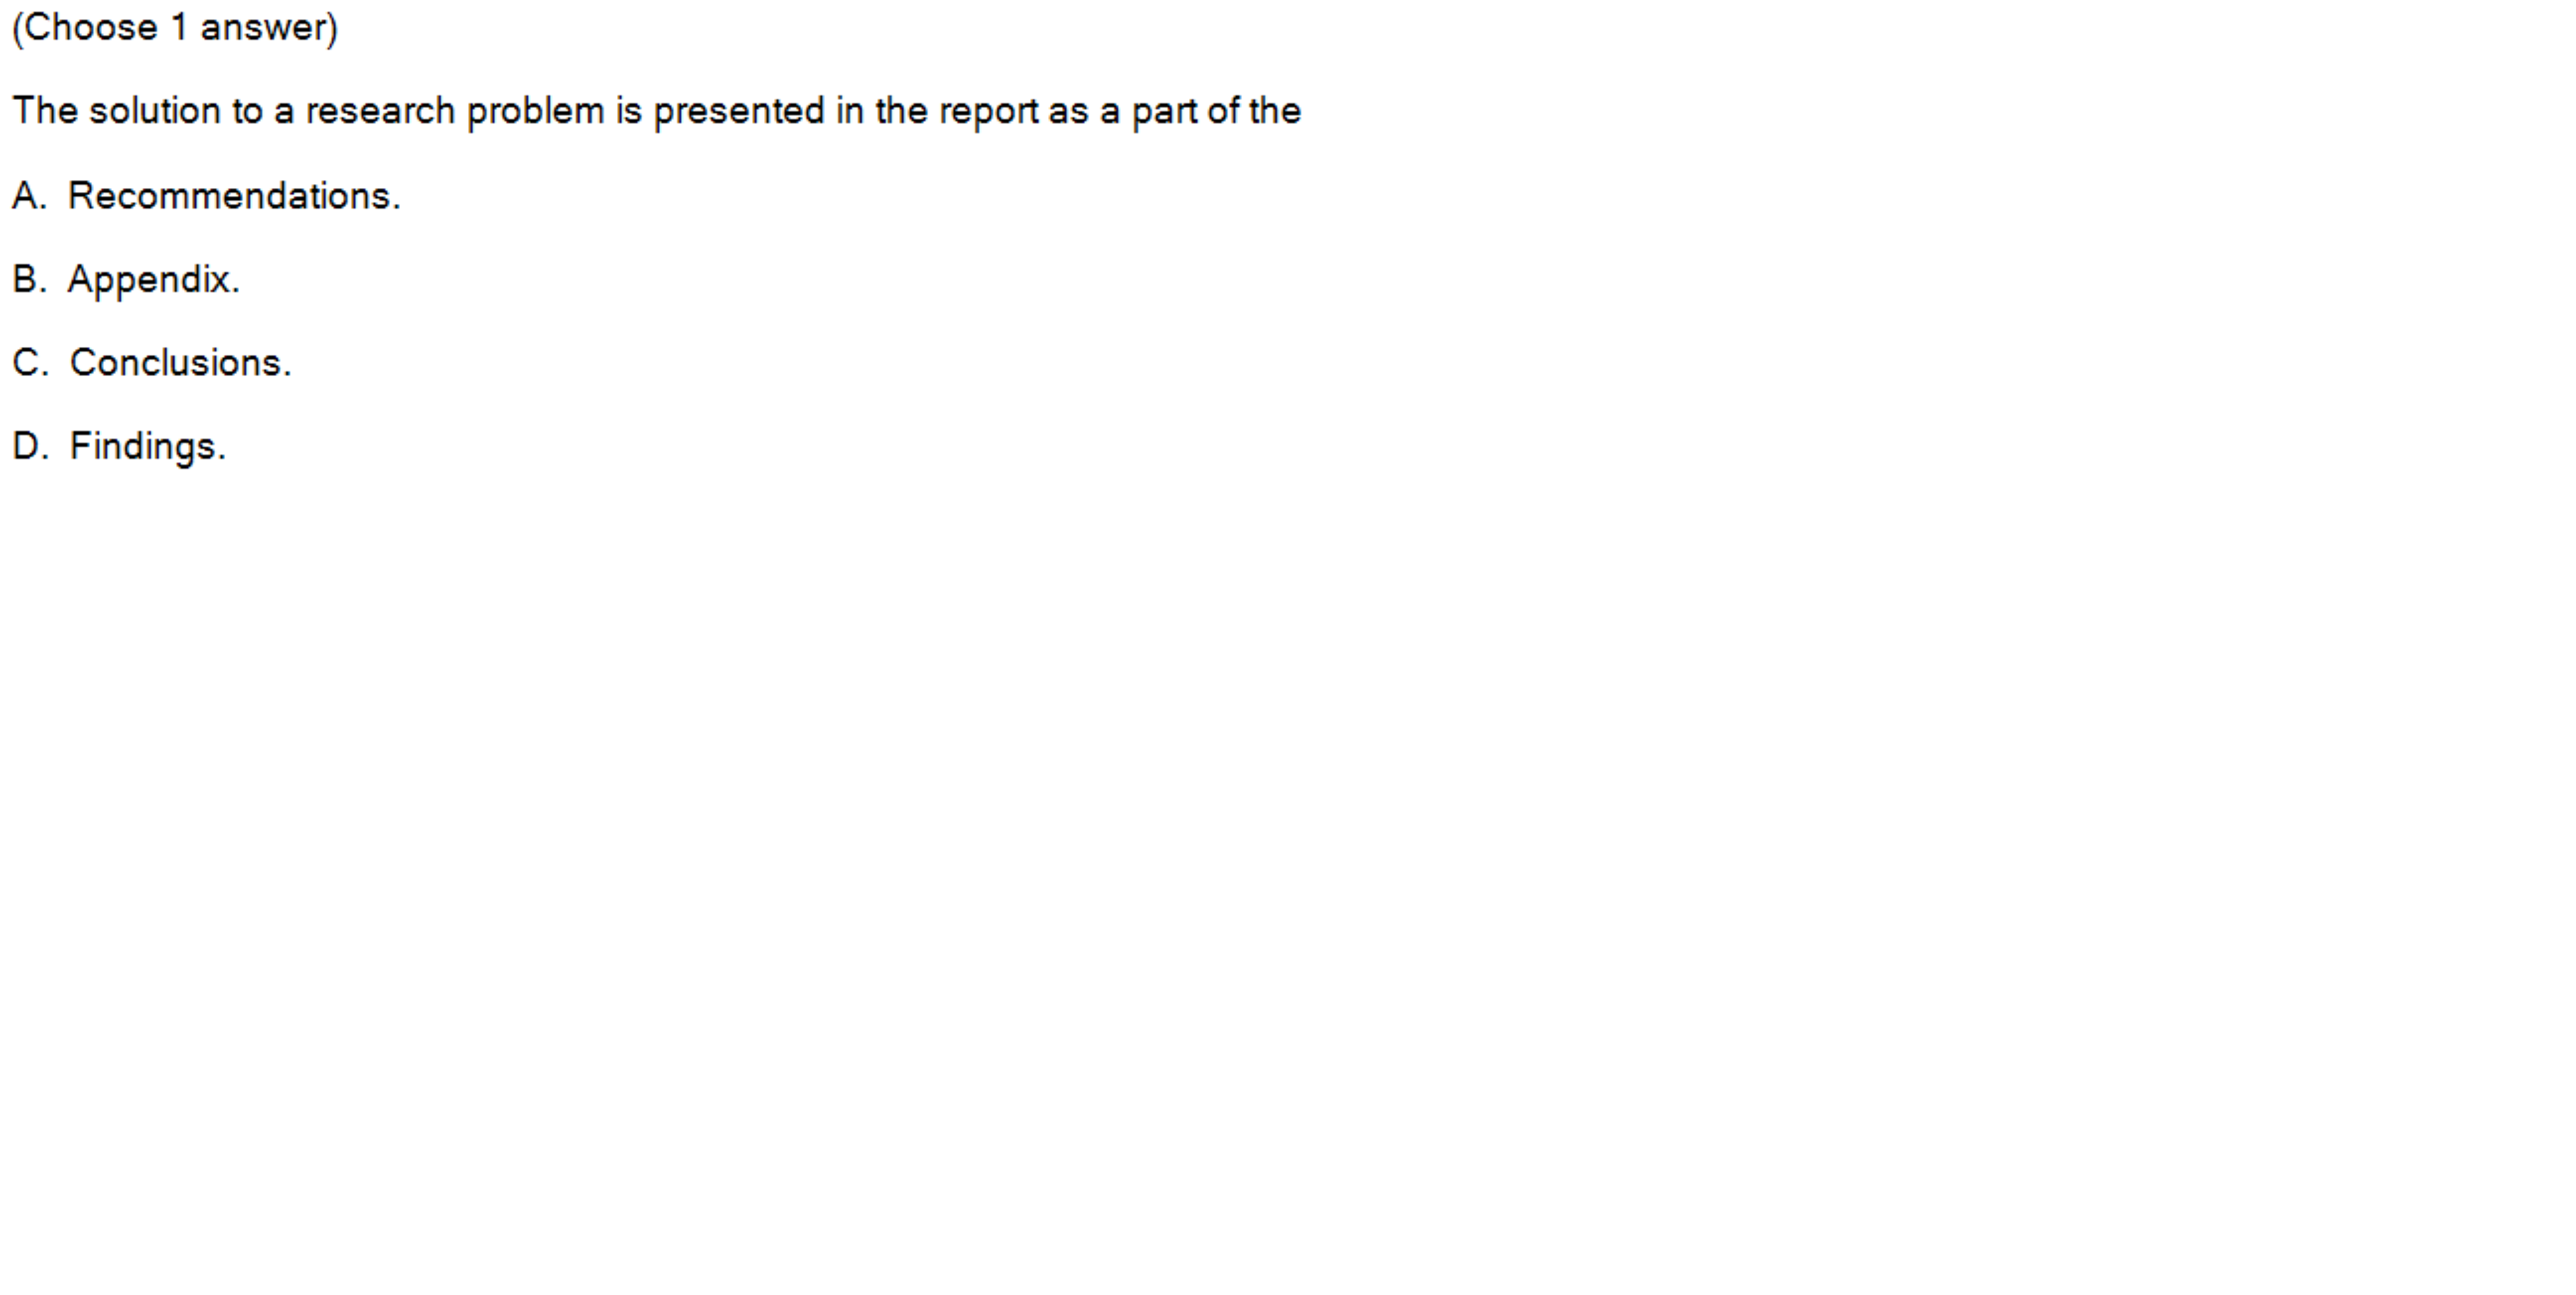 (Choose 1 answer)
The solution to a research problem is presented in the report as a part of the
A. Recommendations.
B. Appendix.
C. Conclusions.
D. Findings.